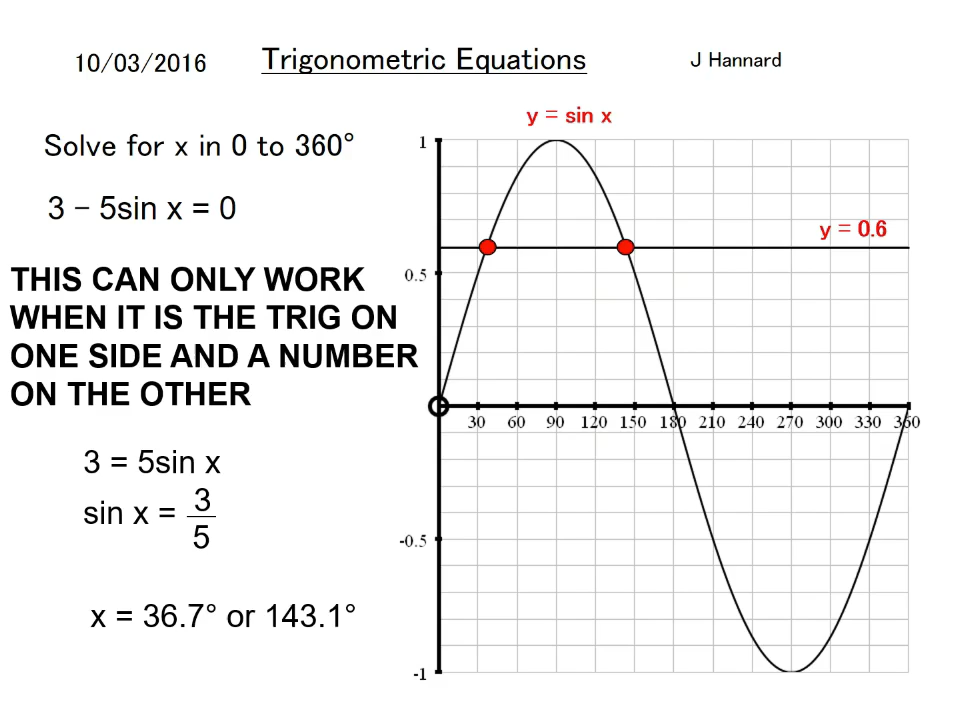 10/03/2016
Trigonometric Equations
J Hannard
Solve for x in 0 to 360°
3 − 5sin x = 0
THIS CAN ONLY WORK
WHEN IT IS THE TRIG ON
ONE SIDE AND A NUMBER
ON THE OTHER
3 = 5sin x
sin x = 3/5
x = 36.7° or 143.1°
y = sin x
y = 0.6
1
0.5
30 60 90 120 150 180 210 240 270 300 330 360
-0.5
-1